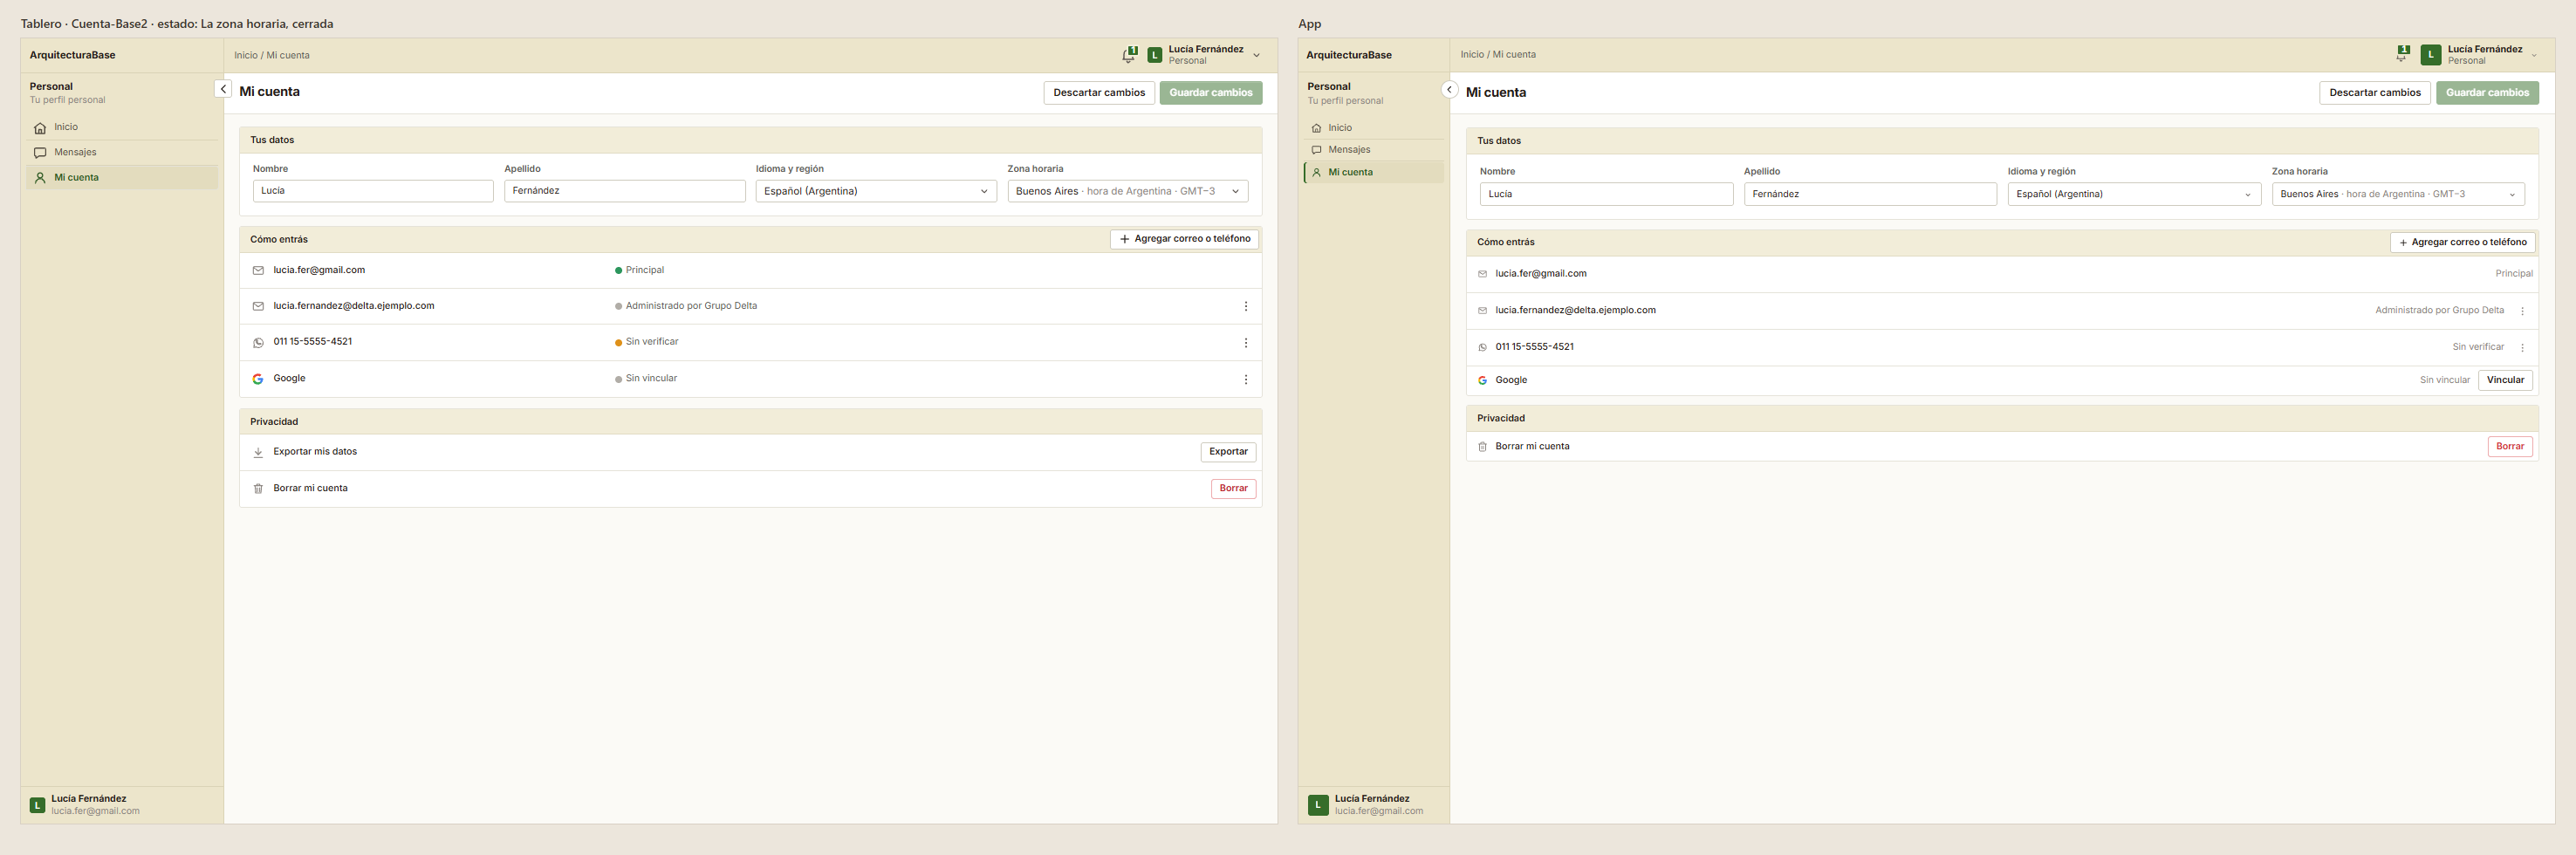 Tablero · Cuenta-Base2 · estado: La zona horaria, cerrada
ArquitecturaBase
Inicio / Mi cuenta
1
L
Lucía Fernández
Personal
Personal
Tu perfil personal
Inicio
Mensajes
Mi cuenta
Mi cuenta
Descartar cambios
Guardar cambios
Tus datos
Nombre
Apellido
Idioma y región
Zona horaria
Lucía
Fernández
Español (Argentina)
Buenos Aires · hora de Argentina · GMT−3
Cómo entrás
Agregar correo o teléfono
lucia.fer@gmail.com
Principal
lucia.fernandez@delta.ejemplo.com
Administrado por Grupo Delta
011 15-5555-4521
Sin verificar
Google
Sin vincular
Privacidad
Exportar mis datos
Exportar
Borrar mi cuenta
Borrar
L
Lucía Fernández
lucia.fer@gmail.com
App
ArquitecturaBase
Inicio / Mi cuenta
1
L
Lucía Fernández
Personal
Personal
Tu perfil personal
Inicio
Mensajes
Mi cuenta
Mi cuenta
Descartar cambios
Guardar cambios
Tus datos
Nombre
Apellido
Idioma y región
Zona horaria
Lucía
Fernández
Español (Argentina)
Buenos Aires · hora de Argentina · GMT−3
Cómo entrás
Agregar correo o teléfono
lucia.fer@gmail.com
Principal
lucia.fernandez@delta.ejemplo.com
Administrado por Grupo Delta
011 15-5555-4521
Sin verificar
Google
Sin vincular
Vincular
Privacidad
Borrar mi cuenta
Borrar
L
Lucía Fernández
lucia.fer@gmail.com